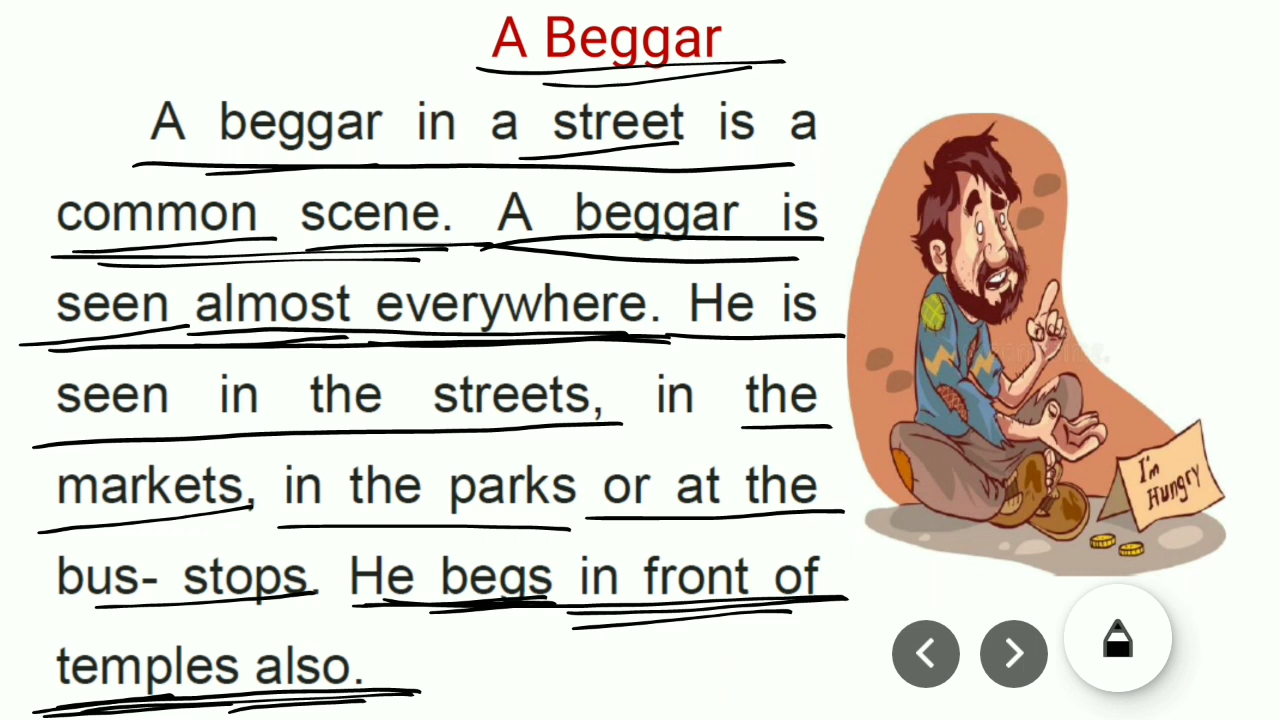 A Beggar
A beggar in a street is a
common scene. A beggar is
seen almost everywhere. He is
seen in the streets, in the
markets, in the parks or at the
bus- stops. He begs in front of
temples also.
I'm
Hungry